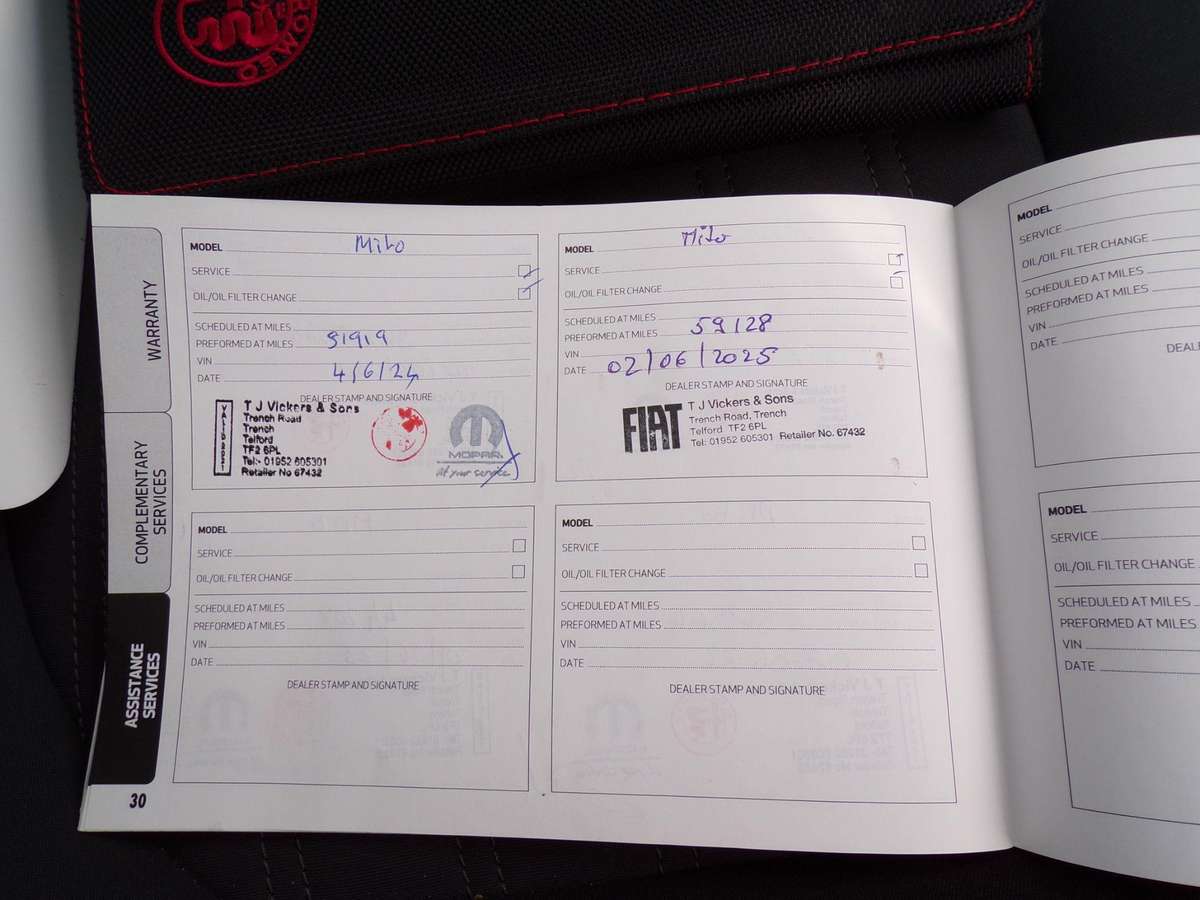 ROMEO
WARRANTY
COMPLEMENTARY
SERVICES
ASSISTANCE
SERVICES
30
MODEL Mito
SERVICE
OIL/OIL FILTER CHANGE
SCHEDULED AT MILES
PREFORMED AT MILES 51919
VIN
DATE 4/6/24
DEALER STAMP AND SIGNATURE
T J Vickers & Sons
Trench Road
Trench
Telford
TF2 6PL
Tel:- 01952 605301
Retailer No 67432
MOPAR
at your service
MODEL Mito
SERVICE
OIL/OIL FILTER CHANGE
SCHEDULED AT MILES
PREFORMED AT MILES 59128
VIN
DATE 02/06/2025
DEALER STAMP AND SIGNATURE
FIAT
T J Vickers & Sons
Trench Road, Trench
Telford TF2 6PL
Tel: 01952 605301 Retailer No. 67432
MODEL
SERVICE
OIL/OIL FILTER CHANGE
SCHEDULED AT MILES
PREFORMED AT MILES
VIN
DATE
DEALER STAMP AND SIGNATURE
MODEL
SERVICE
OIL/OIL FILTER CHANGE
SCHEDULED AT MILES
PREFORMED AT MILES
VIN
DATE
DEALER STAMP AND SIGNATURE
MODEL
SERVICE
OIL/OIL FILTER CHANGE
SCHEDULED AT MILES
PREFORMED AT MILES
VIN
DATE
DEAL
MODEL
SERVICE
OIL/OIL FILTER CHANGE
SCHEDULED AT MILES
PREFORMED AT MILES
VIN
DATE